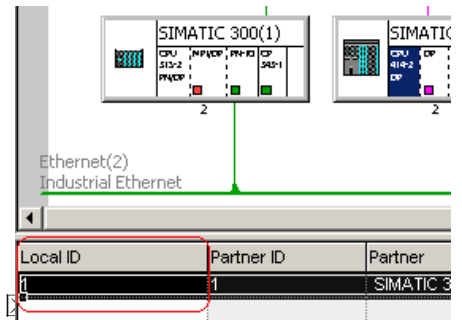 SIMATIC 300(1)
CPU 313-2 PN/DP
MPI/DP
PN-IO
CP 343-1
2
SIMATIC
CPU 414-2 DP
DP
2
Ethernet(2)
Industrial Ethernet
Local ID
Partner ID
Partner
1
1
SIMATIC 3